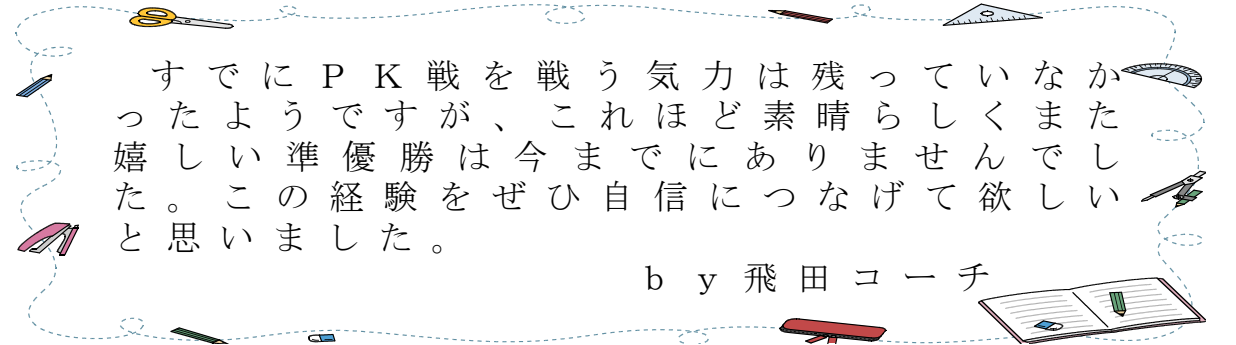 すでにＰＫ戦を戦う気力は残っていなか
ったようですが、これほど素晴らしくまた
嬉しい準優勝は今までにありませんでし
た。この経験をぜひ自信につなげて欲しい
と思いました。
ｂｙ飛田コーチ